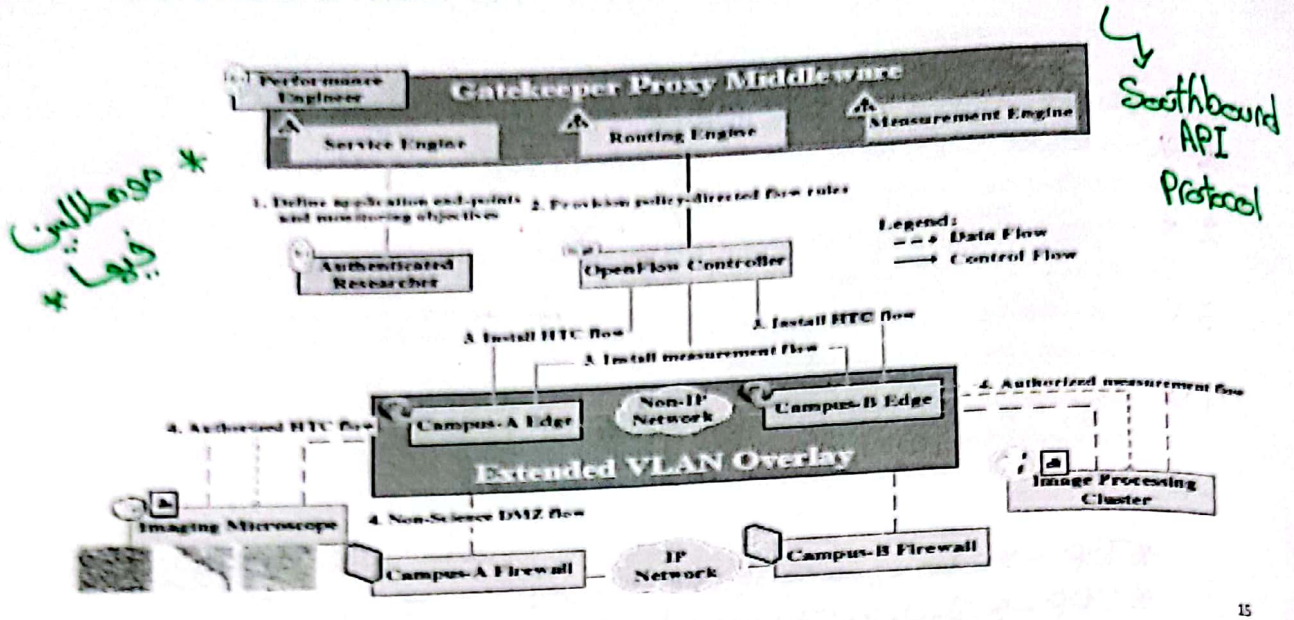 Performance
Engineer
Gatekeeper Proxy Middleware
Service Engine
Routing Engine
Measurement Engine
Southbound
API
Protocol
* مو مطالبين
فيها *
1. Define application end-points
and monitoring objectives
2. Provision policy-directed flow rules
Legend:
Data Flow
Control Flow
Authenticated
Researcher
OpenFlow Controller
3. Install HTC flow
3. Install HTC flow
3. Install measurement flow
4. Authorized HTC flow
Campus-A Edge
Non-IP
Network
Campus-B Edge
4. Authorized measurement flow
Extended VLAN Overlay
Imaging Microscope
4. Non-Science DMZ flow
Image Processing
Cluster
Campus-A Firewall
IP
Network
Campus-B Firewall
15